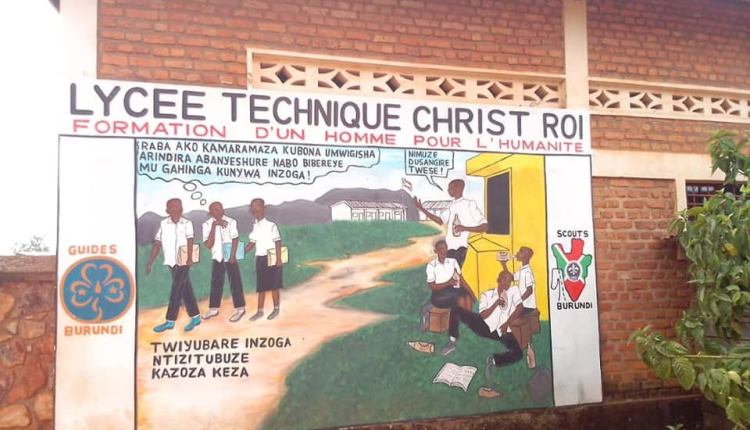 LYCEE TECHNIQUE CHRIST ROI
FORMATION D'UN HOMME POUR L'HUMANITE
RABA AKO KAMARAMAZA KUBONA UMWIGISHA
ARINDIRA ABANYESHURE NABO BIBEREYE
MU GAHINGA KUNYWA INZOGA!
NIMUZE
DUSANGIRE
TWESE!
GUIDES
BURUNDI
SCOUTS
BURUNDI
TWIYUBARE INZOGA
NTIZITUBUZE
KAZOZA KEZA